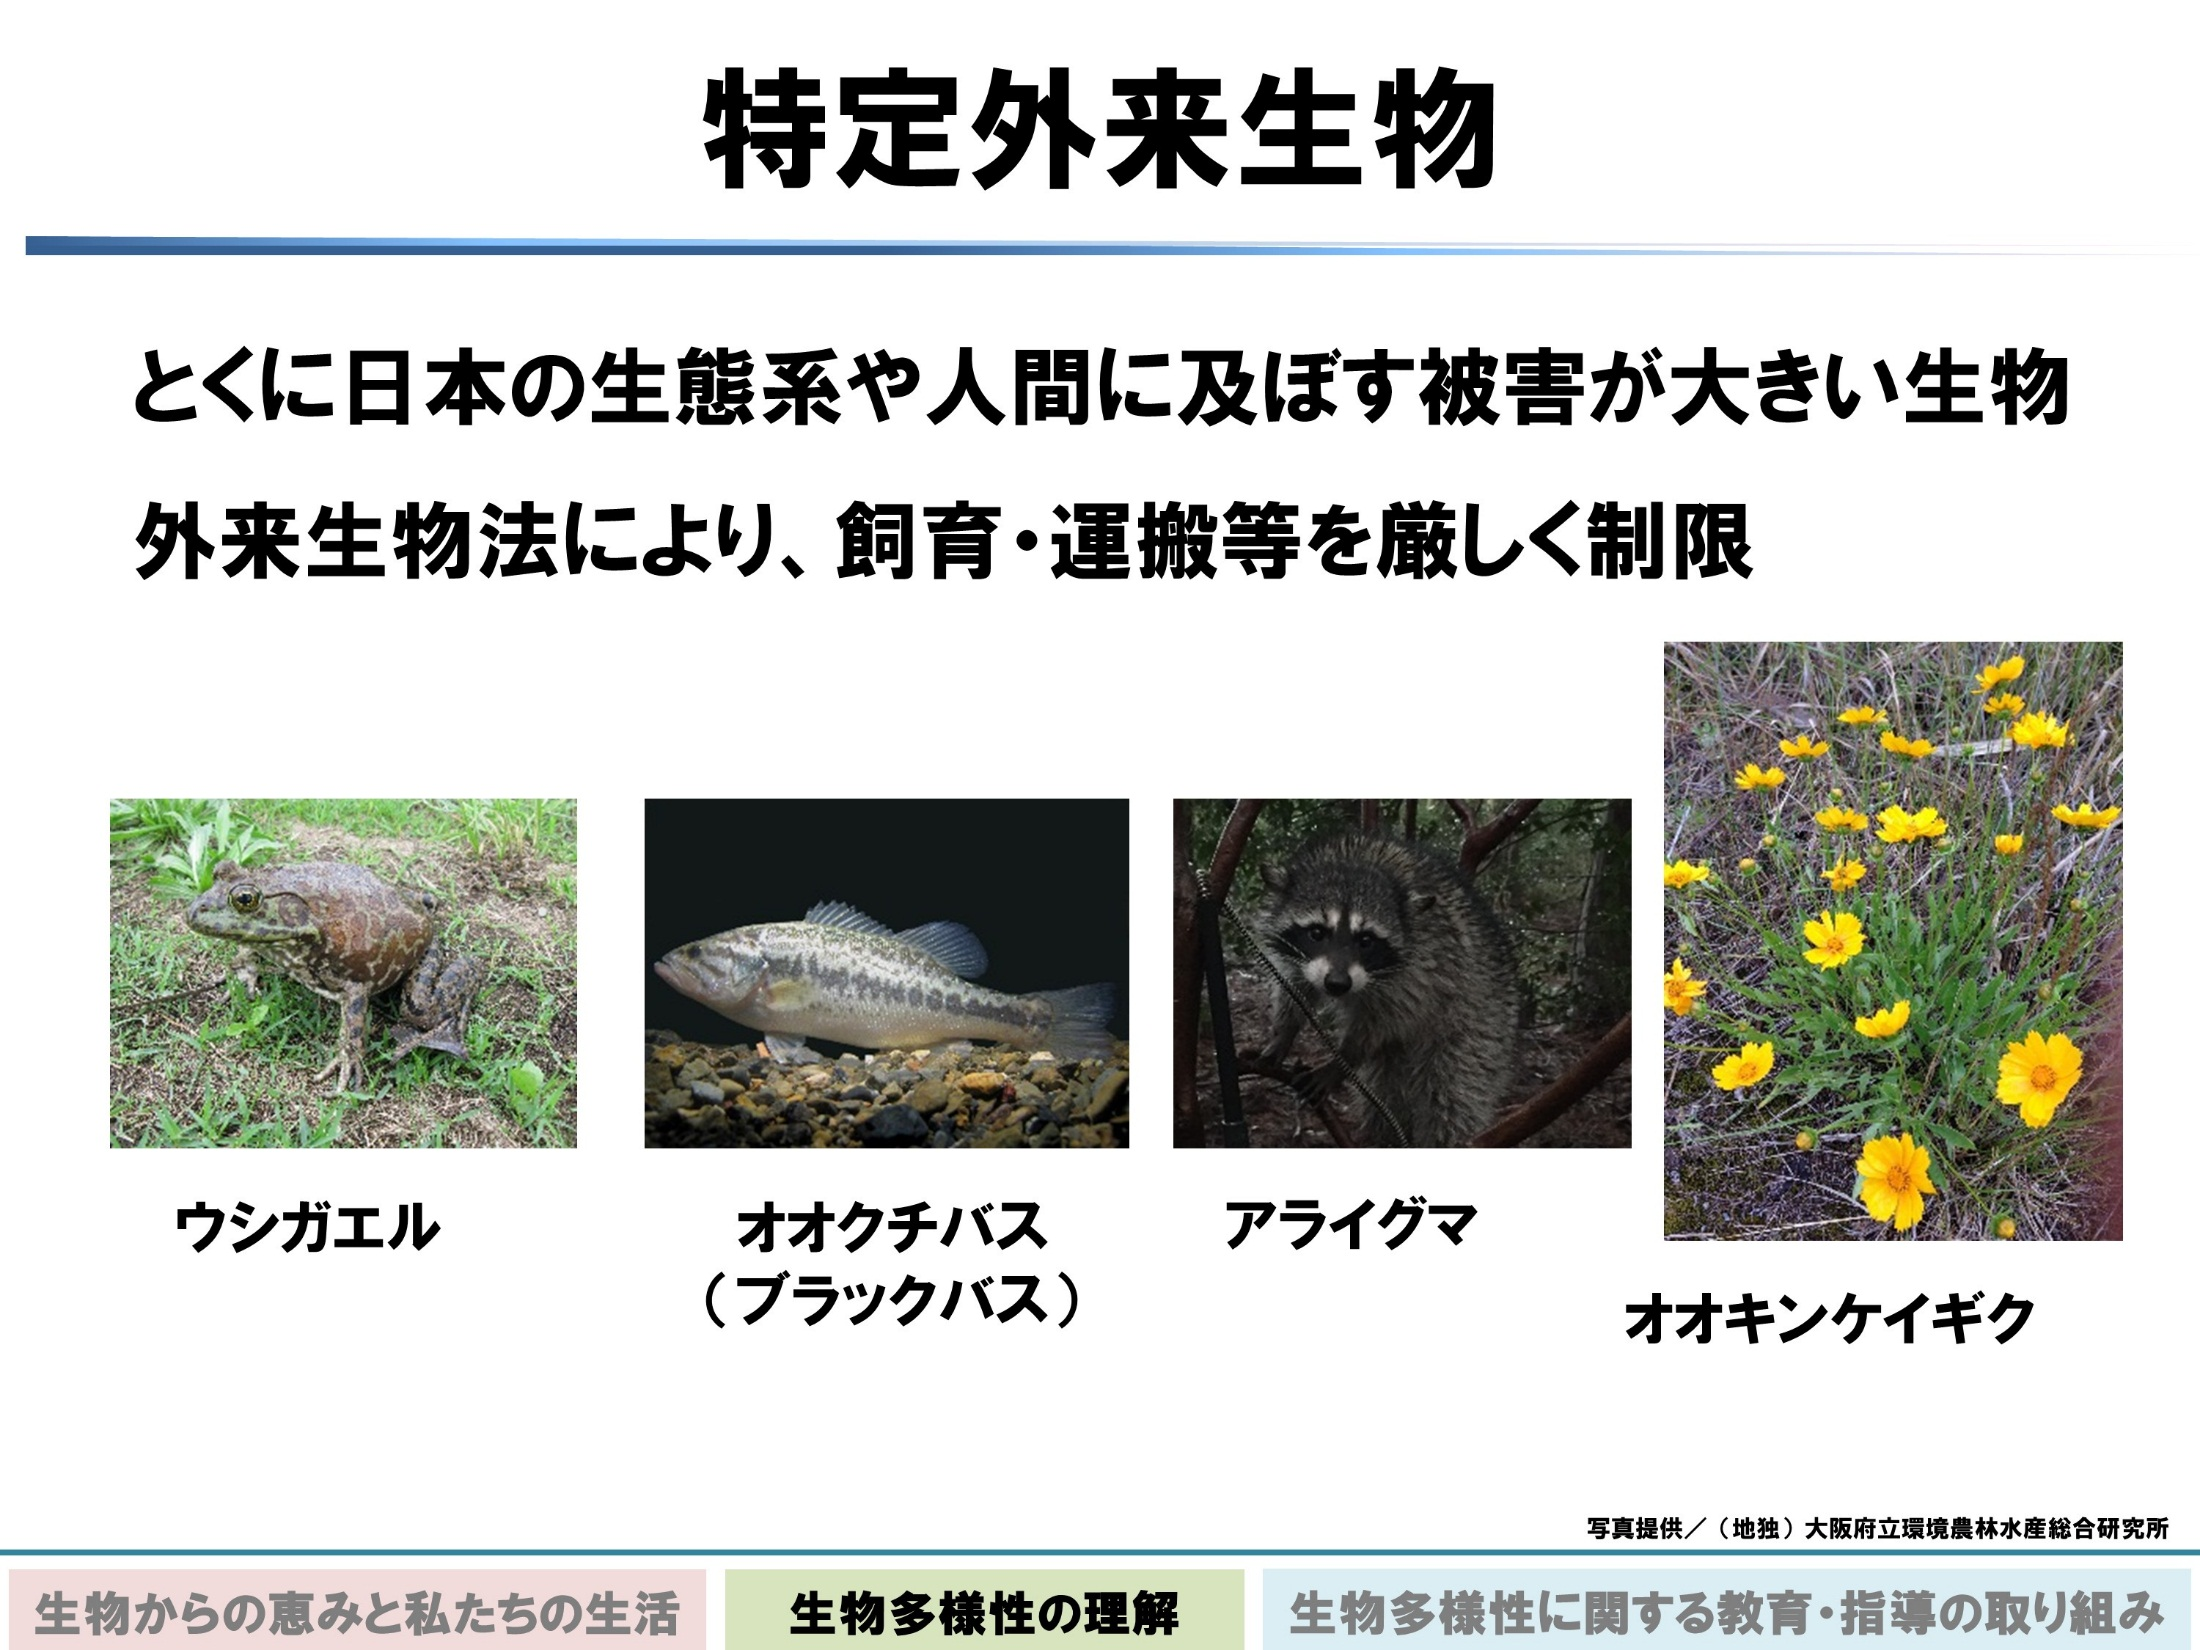 特定外来生物
とくに日本の生態系や人間に及ぼす被害が大きい生物
外来生物法により、飼育・運搬等を厳しく制限
ウシガエル
オオクチバス
（ブラックバス）
アライグマ
オオキンケイギク
写真提供／（地独）大阪府立環境農林水産総合研究所
生物からの恵みと私たちの生活
生物多様性の理解
生物多様性に関する教育・指導の取り組み